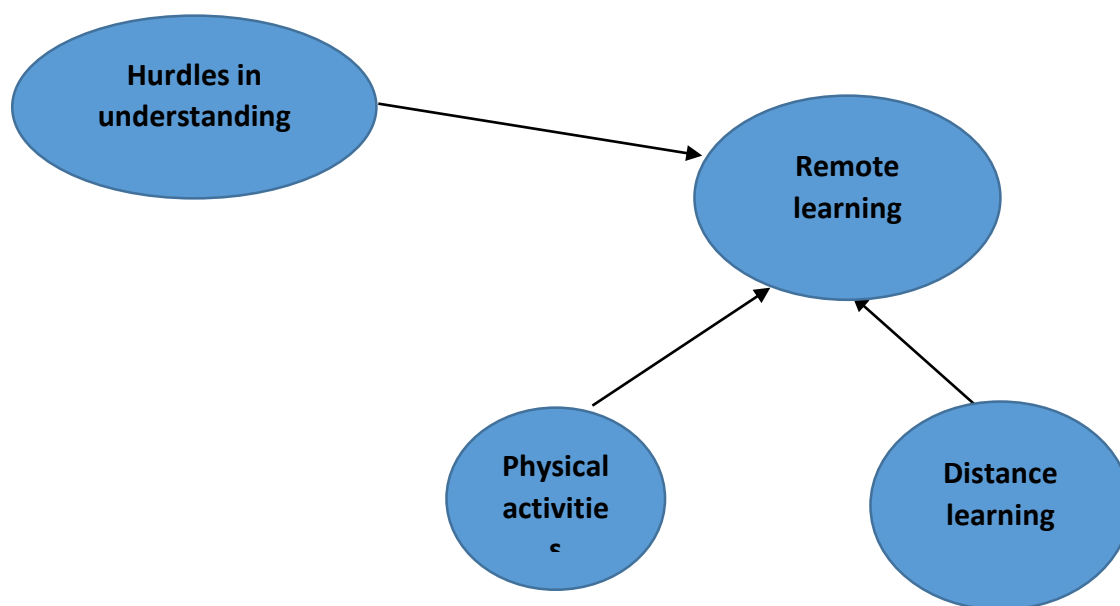 Hurdles in
understanding
Remote
learning
Physical
activitie
s
Distance
learning